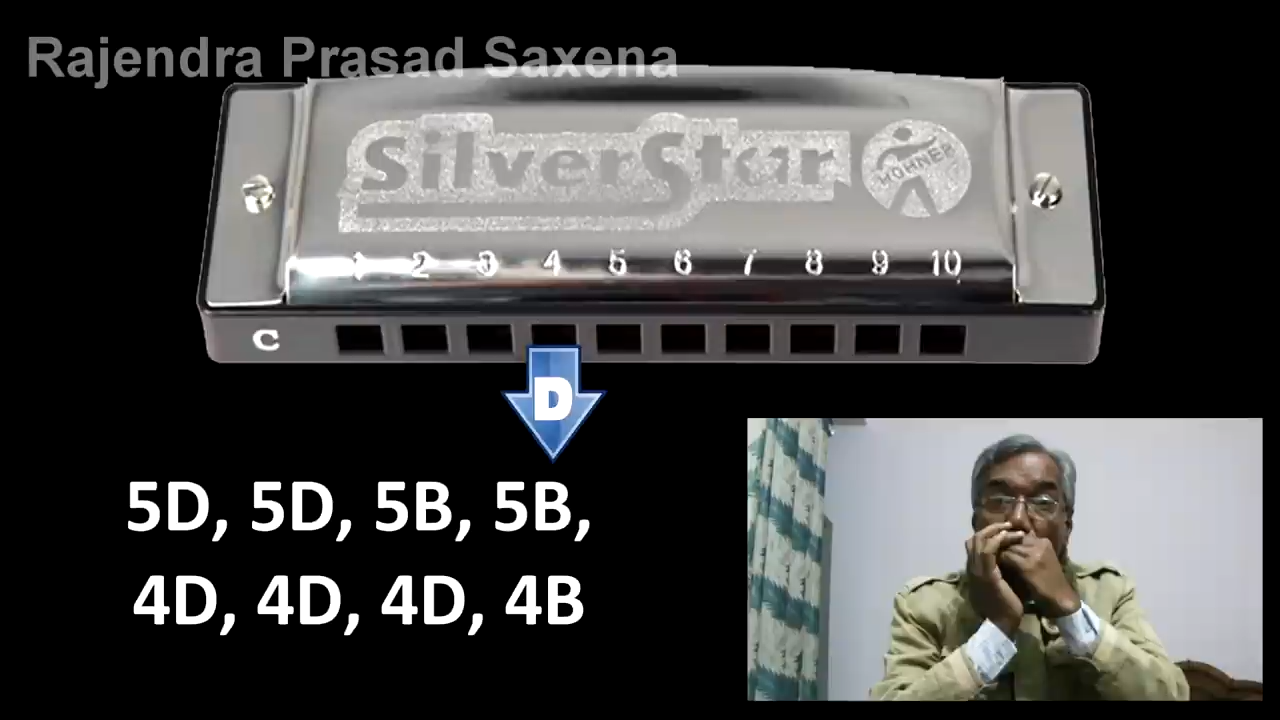 Rajendra Prasad Saxena
SilverStar
HOHNER
1 2 3 4 5 6 7 8 9 10
C
D
5D, 5D, 5B, 5B,
4D, 4D, 4D, 4B